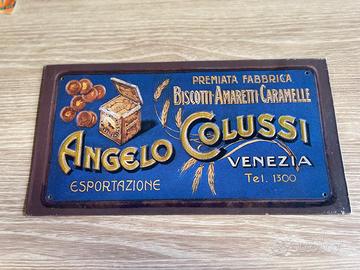 PREMIATA FABBRICA
BISCOTTI-AMARETTI-CARAMELLE
ANGELO COLUSSI
VENEZIA
ESPORTAZIONE
Tel. 1300